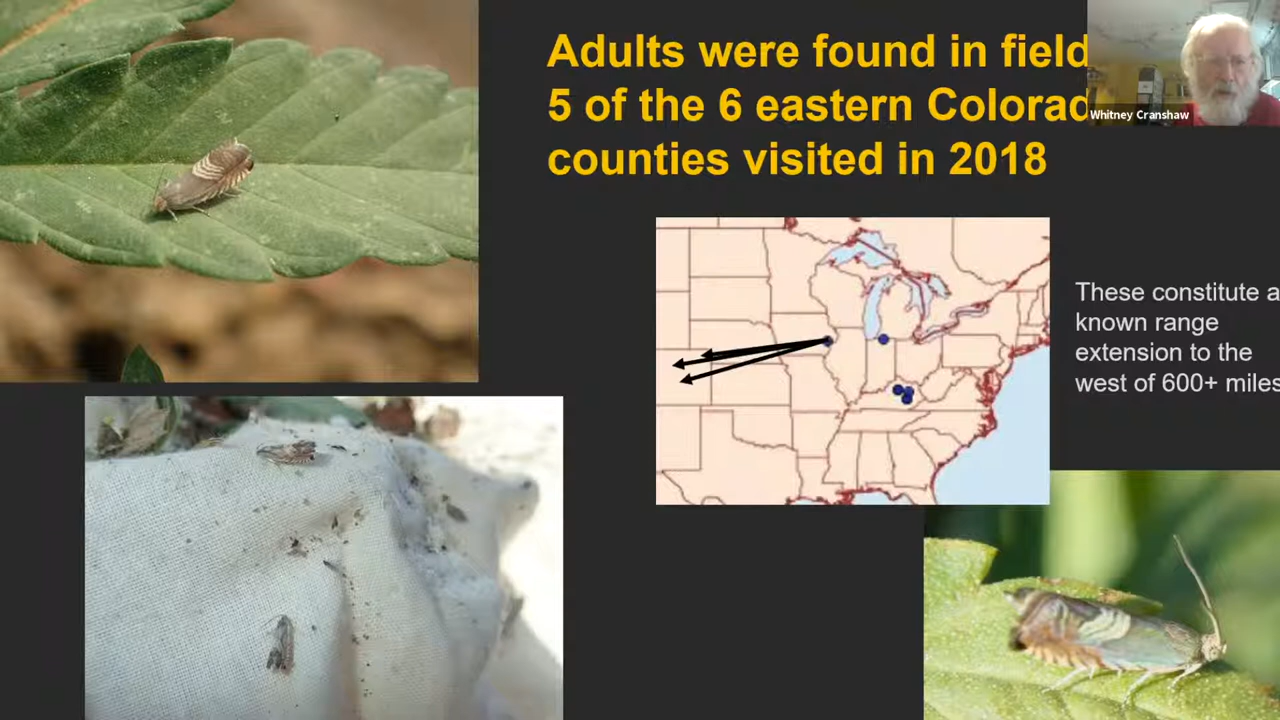 Adults were found in field
5 of the 6 eastern Colorad
counties visited in 2018
Whitney Cranshaw
These constitute a
known range
extension to the
west of 600+ miles